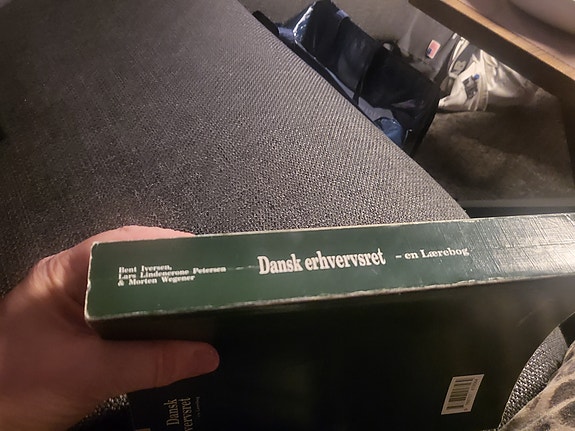 Bent Iversen,
Lars Lindencrone Petersen
& Morten Wegener
Dansk erhvervsret - en Lærebog
Dansk
erhvervsret